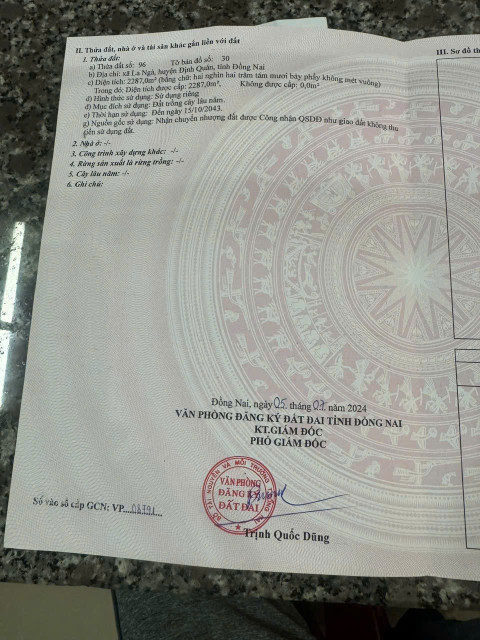 II. Thửa đất, nhà ở và tài sản khác gắn liền với đất
III. Sơ đồ th
1. Thửa đất:
a) Thửa đất số: 96 Tờ bản đồ số: 30
b) Địa chỉ: xã La Ngà, huyện Định Quán, tỉnh Đồng Nai
c) Diện tích: 2287,0m² (bằng chữ: hai nghìn hai trăm tám mươi bảy phẩy không mét vuông)
Trong đó: Diện tích được cấp: 2287,0m², Không được cấp: 0,0m²
d) Hình thức sử dụng: Sử dụng riêng
đ) Mục đích sử dụng: Đất trồng cây lâu năm.
e) Thời hạn sử dụng: Đến ngày 15/10/2043.
g) Nguồn gốc sử dụng: Nhận chuyển nhượng đất được Công nhận QSDĐ như giao đất không thu
tiền sử dụng đất.
2. Nhà ở: -/-
3. Công trình xây dựng khác: -/-
4. Rừng sản xuất là rừng trồng: -/-
5. Cây lâu năm: -/-
6. Ghi chú:
Đồng Nai, ngày 05 tháng 07 năm 2024
VĂN PHÒNG ĐĂNG KÝ ĐẤT ĐAI TỈNH ĐỒNG NAI
KT.GIÁM ĐỐC
PHÓ GIÁM ĐỐC
VĂN PHÒNG
ĐĂNG KÝ
ĐẤT ĐAI
Số vào sổ cấp GCN: VP
Trịnh Quốc Dũng